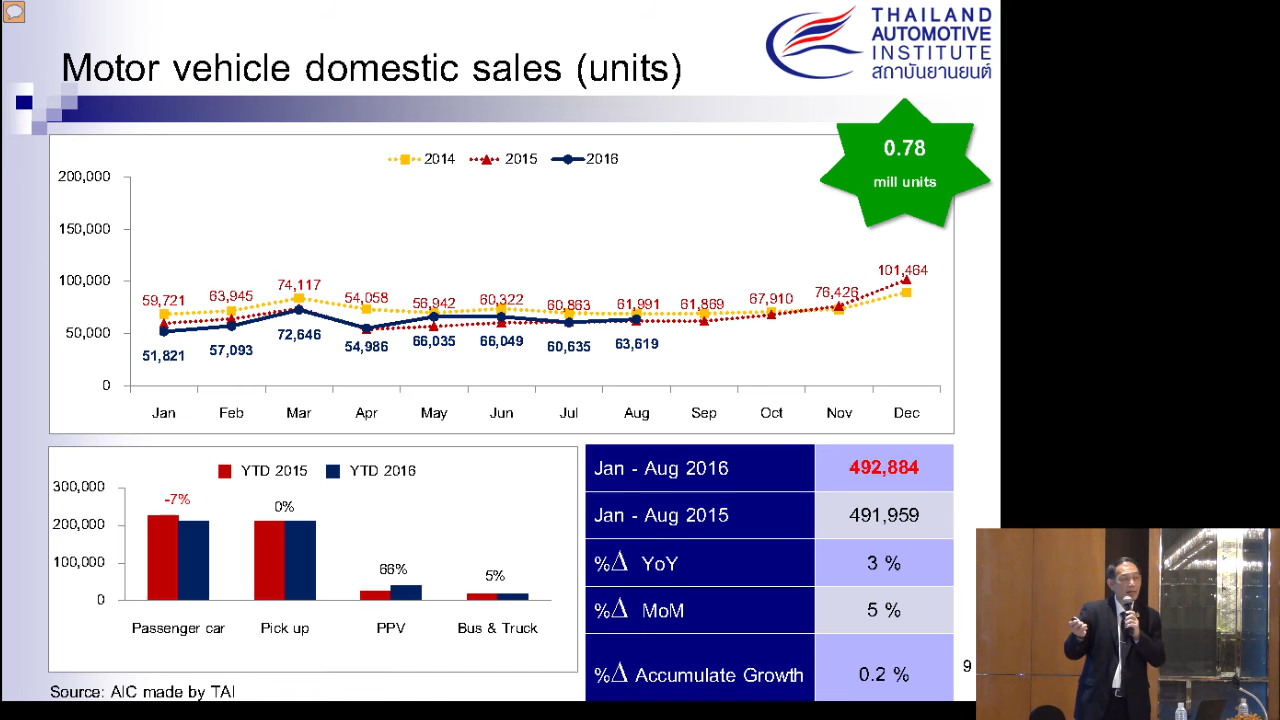 THAILAND
AUTOMOTIVE
INSTITUTE
สถาบันยานยนต์
Motor vehicle domestic sales (units)
0.78
mill units
2014 2015 2016
200,000
150,000
100,000
50,000
0
59,721 63,945 74,117 54,058 56,942 60,322 60,863 61,991 61,869 67,910 76,426 101,464
51,821 57,093 72,646 54,986 66,035 66,049 60,635 63,619
Jan Feb Mar Apr May Jun Jul Aug Sep Oct Nov Dec
YTD 2015 YTD 2016
300,000
200,000
100,000
0
-7% 0% 66% 5%
Passenger car Pick up PPV Bus & Truck
Jan - Aug 2016 492,884
Jan - Aug 2015 491,959
%Δ YoY 3 %
%Δ MoM 5 %
%Δ Accumulate Growth 0.2 %
9
Source: AIC made by TAI